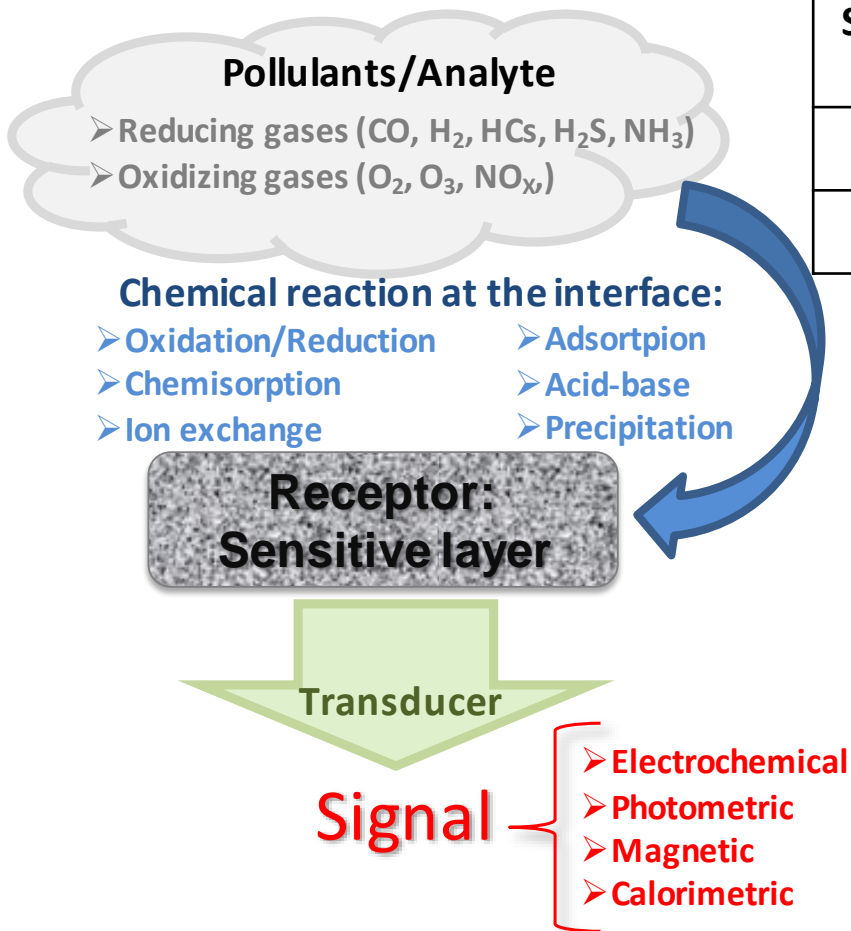 Pollutants/Analyte
➢Reducing gases (CO, H₂, HCs, H₂S, NH₃)
➢Oxidizing gases (O₂, O₃, NOₓ,)
S
Chemical reaction at the interface:
➢Oxidation/Reduction
➢Chemisorption
➢Ion exchange
➢Adsortpion
➢Acid-base
➢Precipitation
Receptor:
Sensitive layer
Transducer
Signal
➢Electrochemical
➢Photometric
➢Magnetic
➢Calorimetric